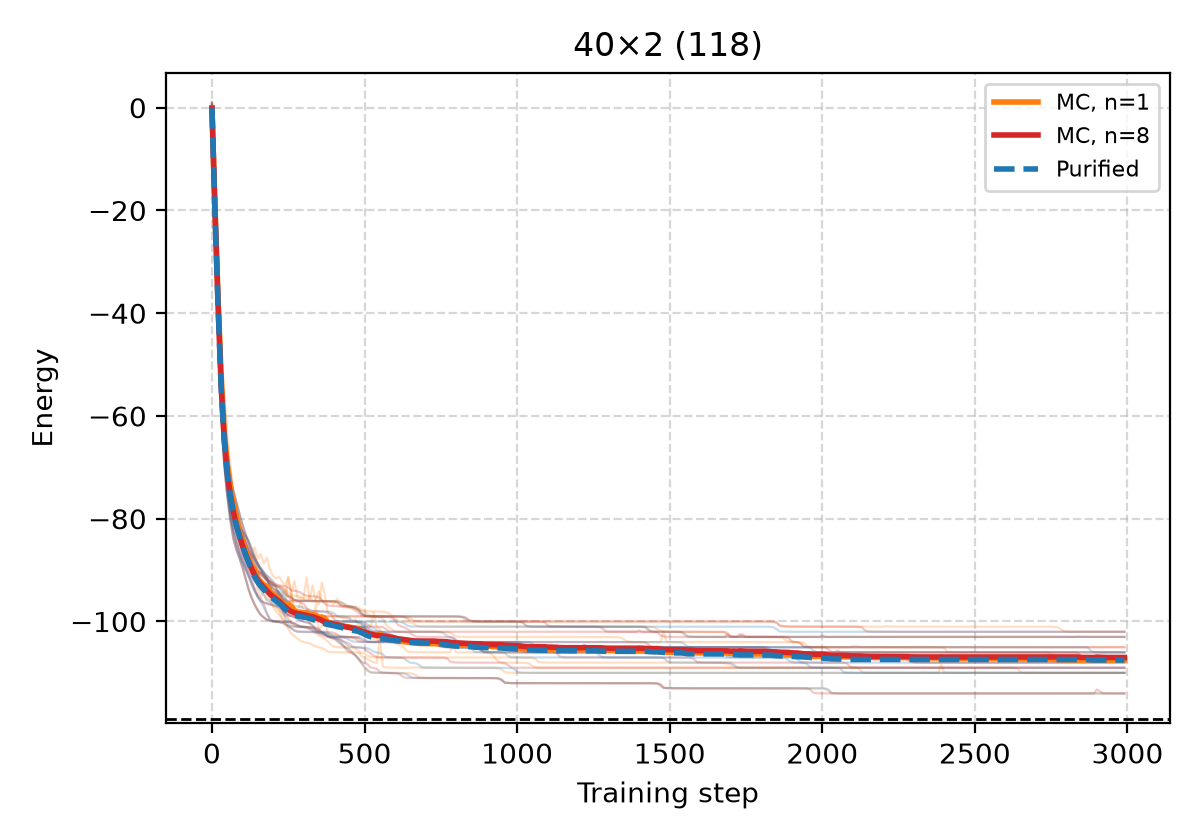 40×2 (118)
MC, n=1
MC, n=8
Purified
Energy
0
−20
−40
−60
−80
−100
0 500 1000 1500 2000 2500 3000
Training step